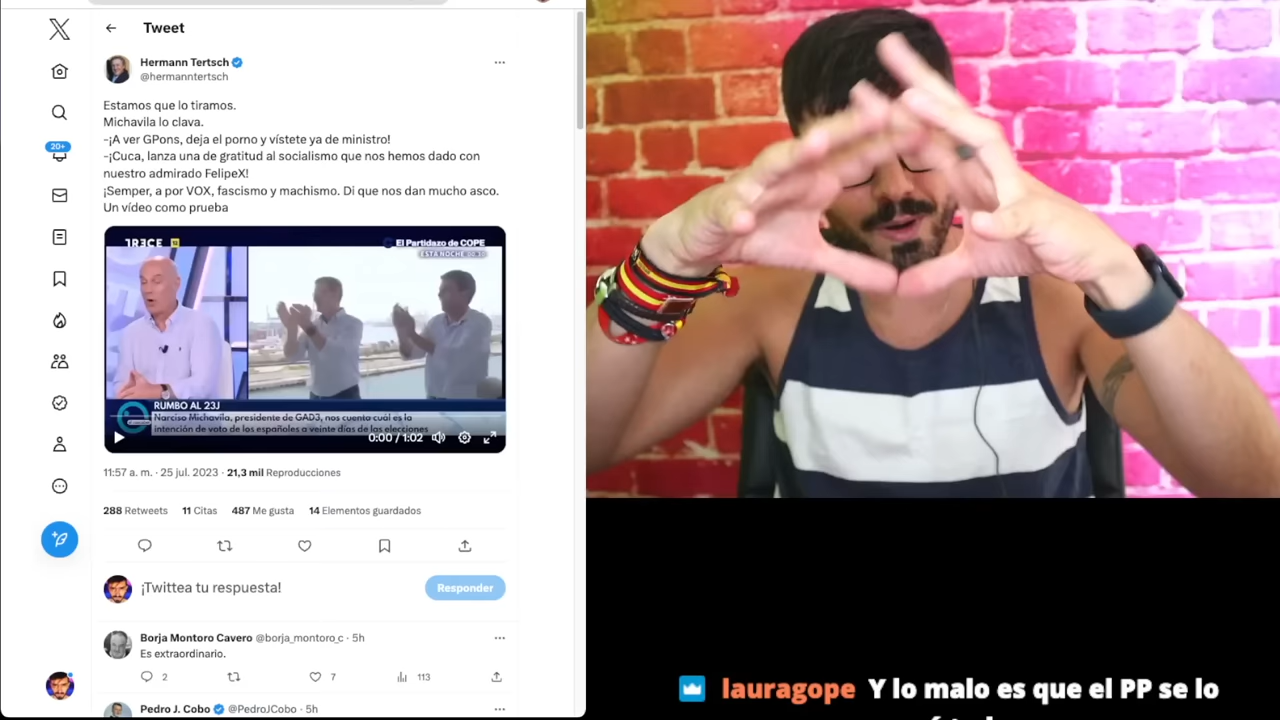 Tweet
Hermann Tertsch
@hermanntertsch
Estamos que lo tiramos.
Michavila lo clava.
-¡A ver GPons, deja el porno y vístete ya de ministro!
-¡Cuca, lanza una de gratitud al socialismo que nos hemos dado con
nuestro admirado FelipeX!
¡Semper, a por VOX, fascismo y machismo. Di que nos dan mucho asco.
Un vídeo como prueba
20+
TRECE
El Partidazo de COPE
ESTA NOCHE
RUMBO AL 23J
Narciso Michavila, presidente de GAD3, nos cuenta cuál es la
intención de voto de los españoles a veinte días de las elecciones
0:00 / 1:02
11:57 a. m. · 25 jul. 2023 · 21,3 mil Reproducciones
288 Retweets 11 Citas 487 Me gusta 14 Elementos guardados
¡Twittea tu respuesta!
Responder
Borja Montoro Cavero @borja_montoro_c · 5h
Es extraordinario.
2 7 113
Pedro J. Cobo @PedroJCobo · 5h
lauragope Y lo malo es que el PP se lo